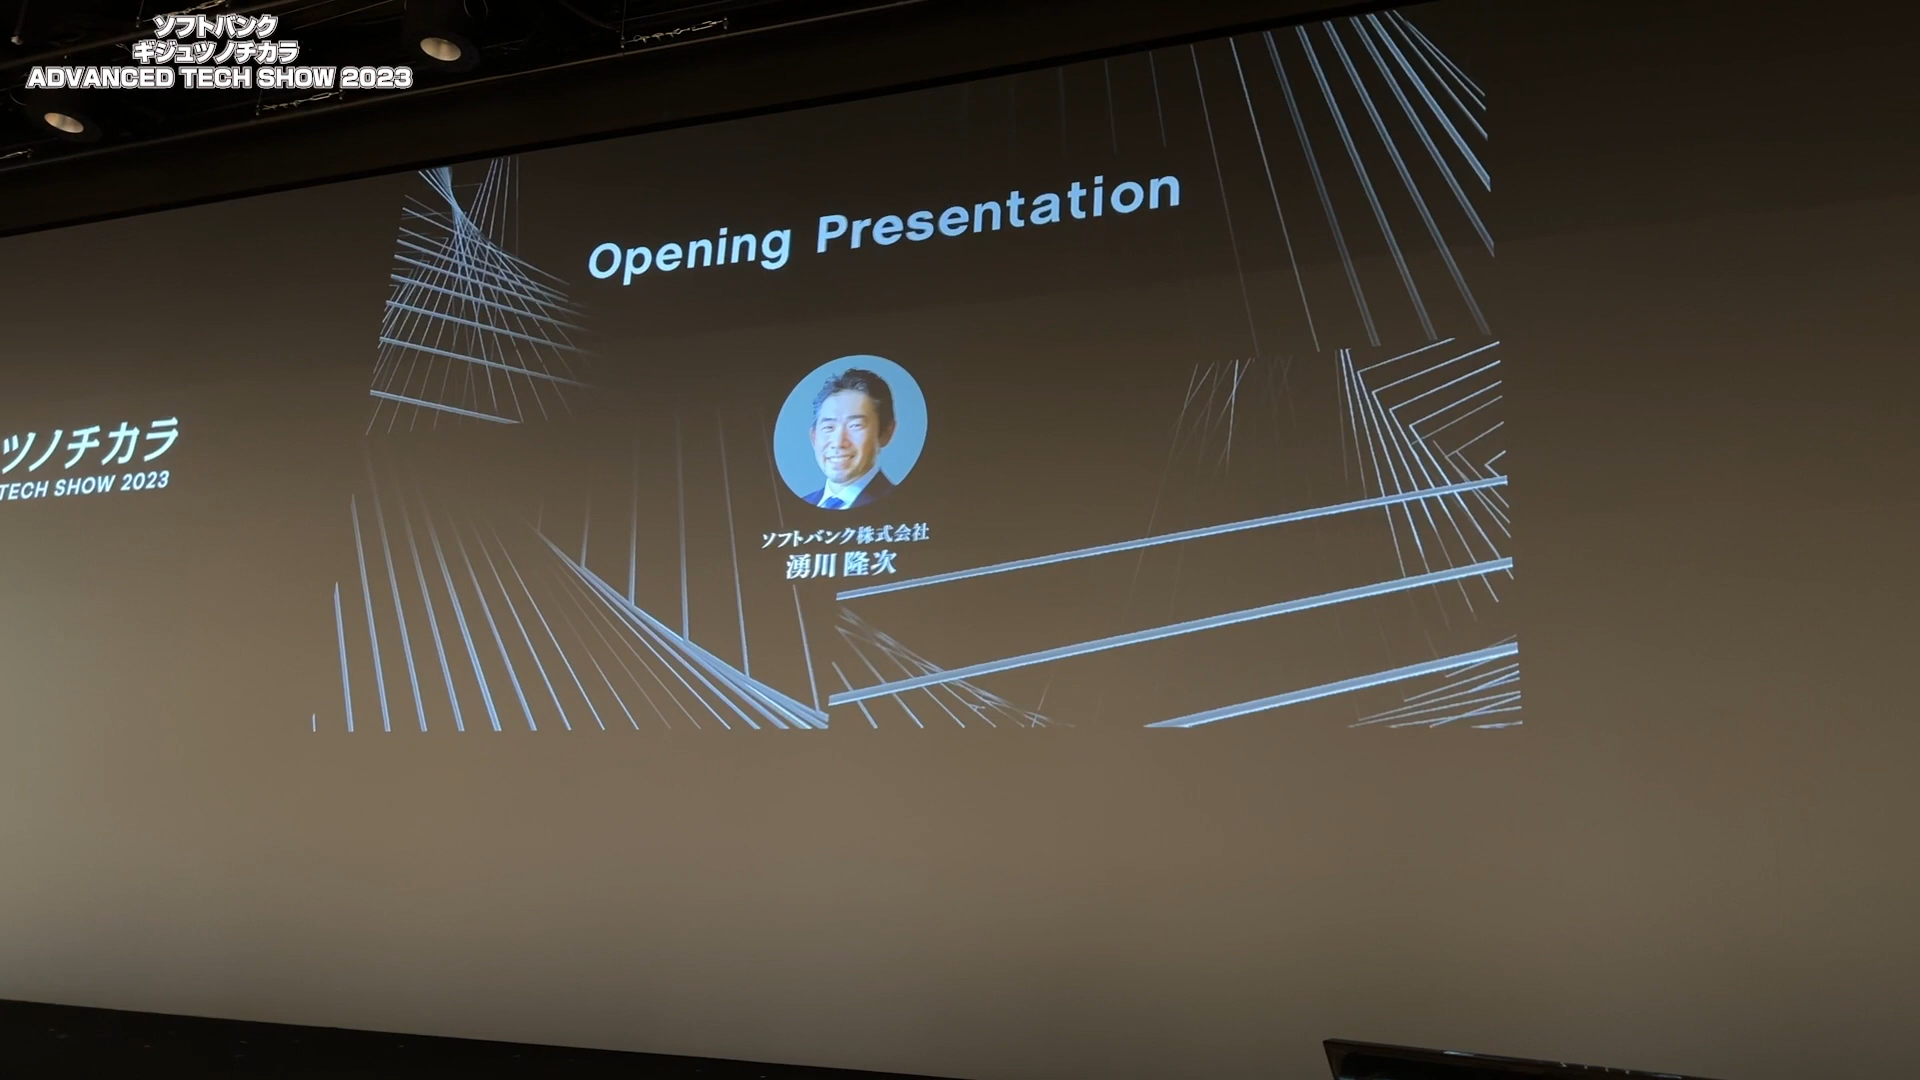 ソフトバンク
ギジュツノチカラ
ADVANCED TECH SHOW 2023
Opening Presentation
ツノチカラ
TECH SHOW 2023
ソフトバンク株式会社
湧川 隆次